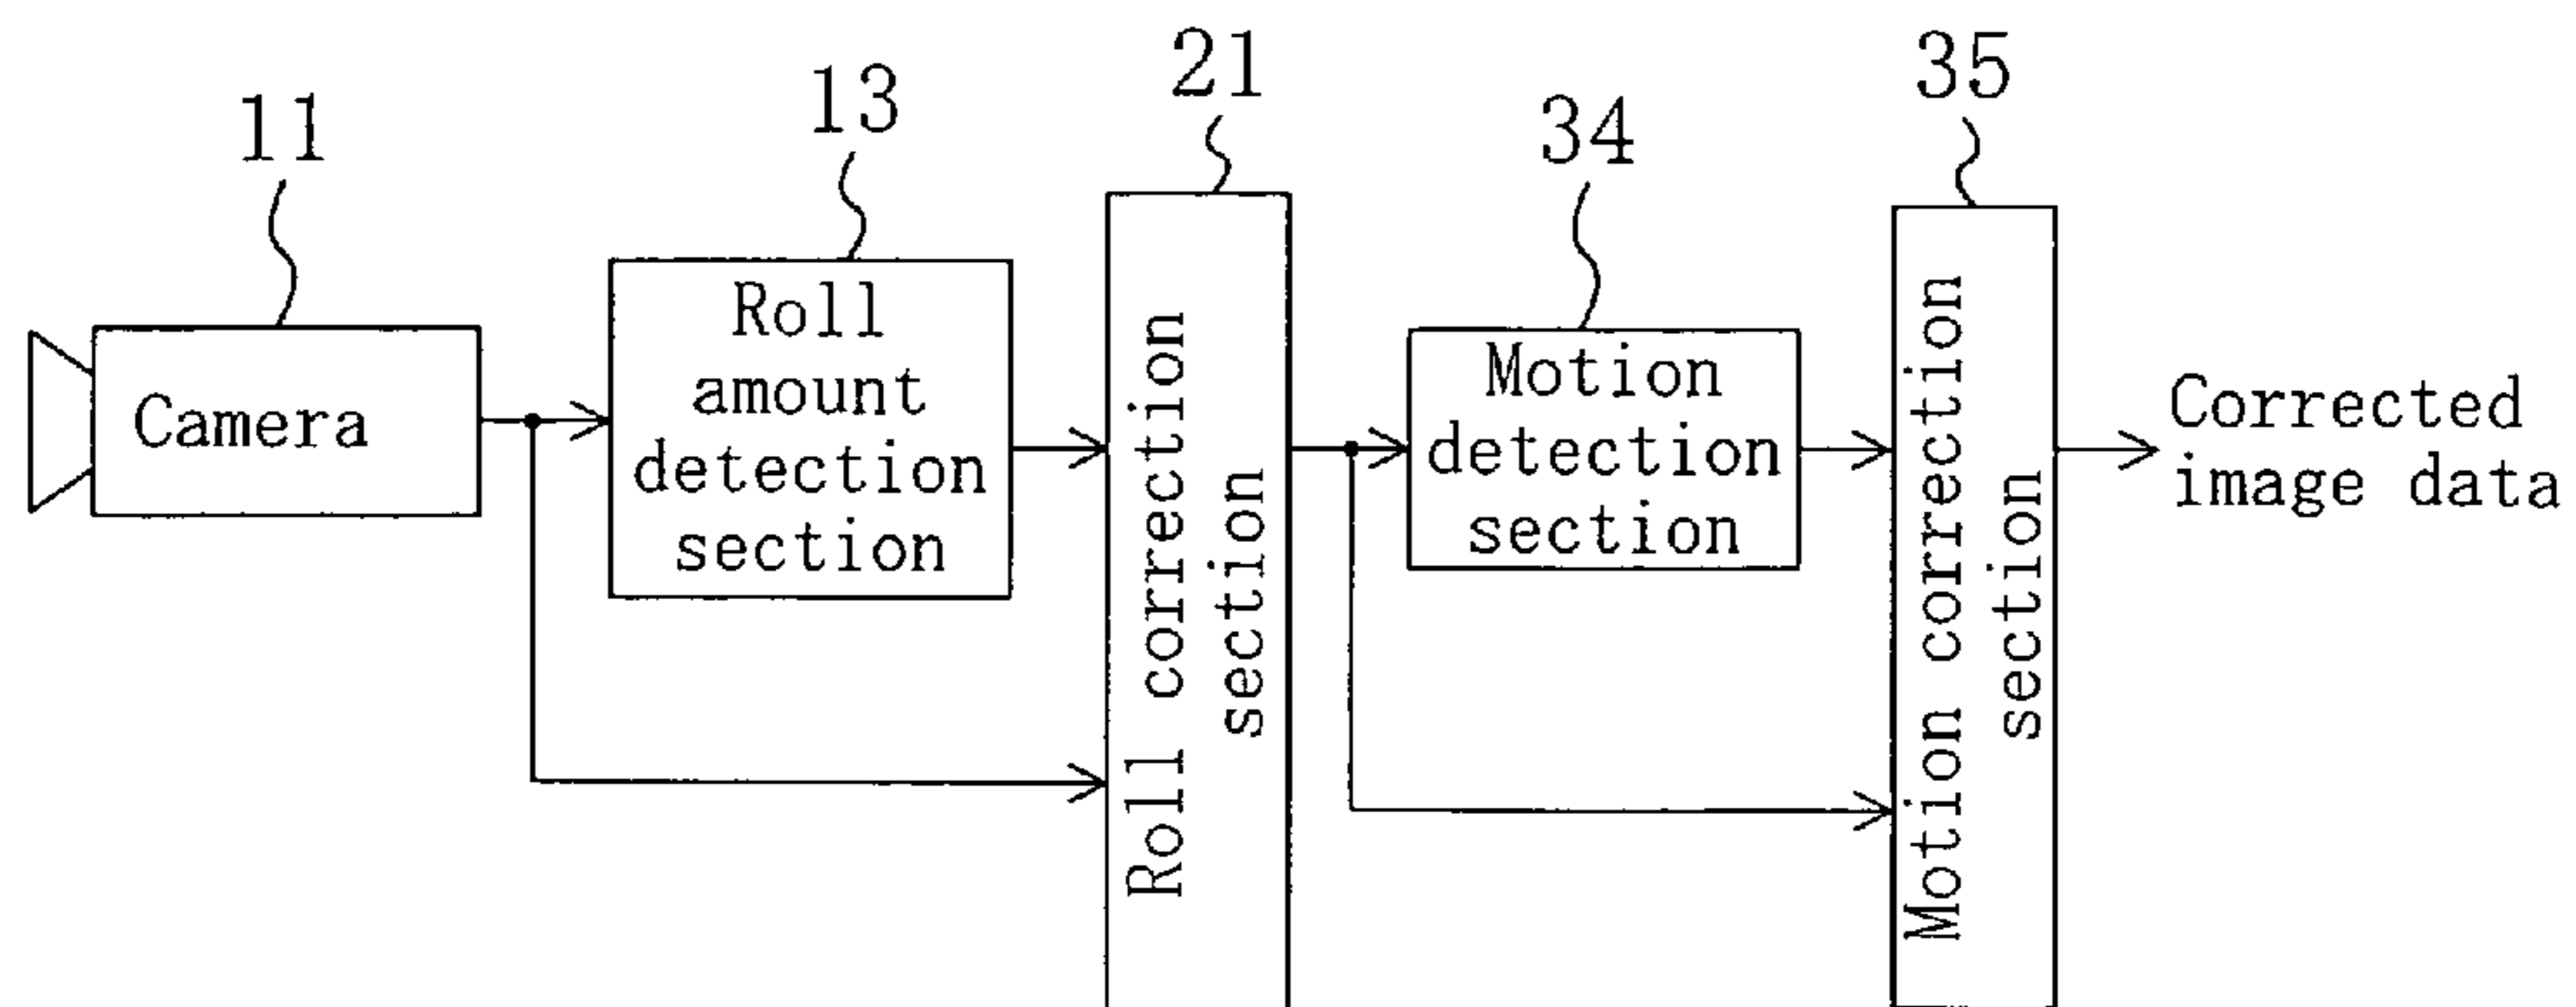 11
Camera
13
Roll
amount
detection
section
21
Roll correction
section
34
Motion
detection
section
35
Motion correction
section
Corrected
image data